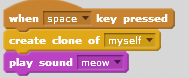 when space key pressed
create clone of myself
play sound meow